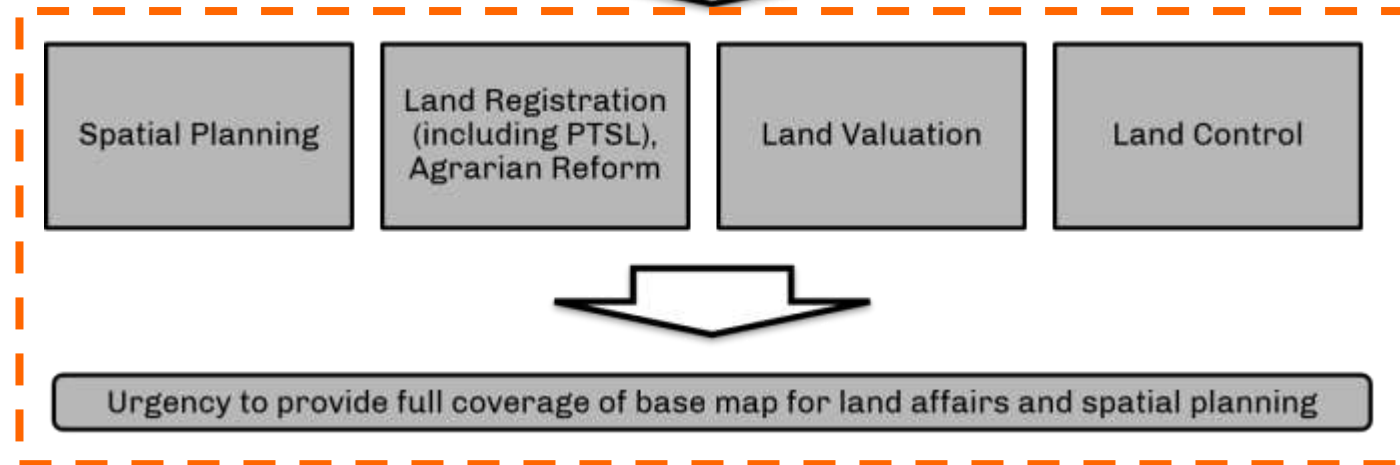 Spatial Planning
Land Registration
(including PTSL),
Agrarian Reform
Land Valuation
Land Control
Urgency to provide full coverage of base map for land affairs and spatial planning